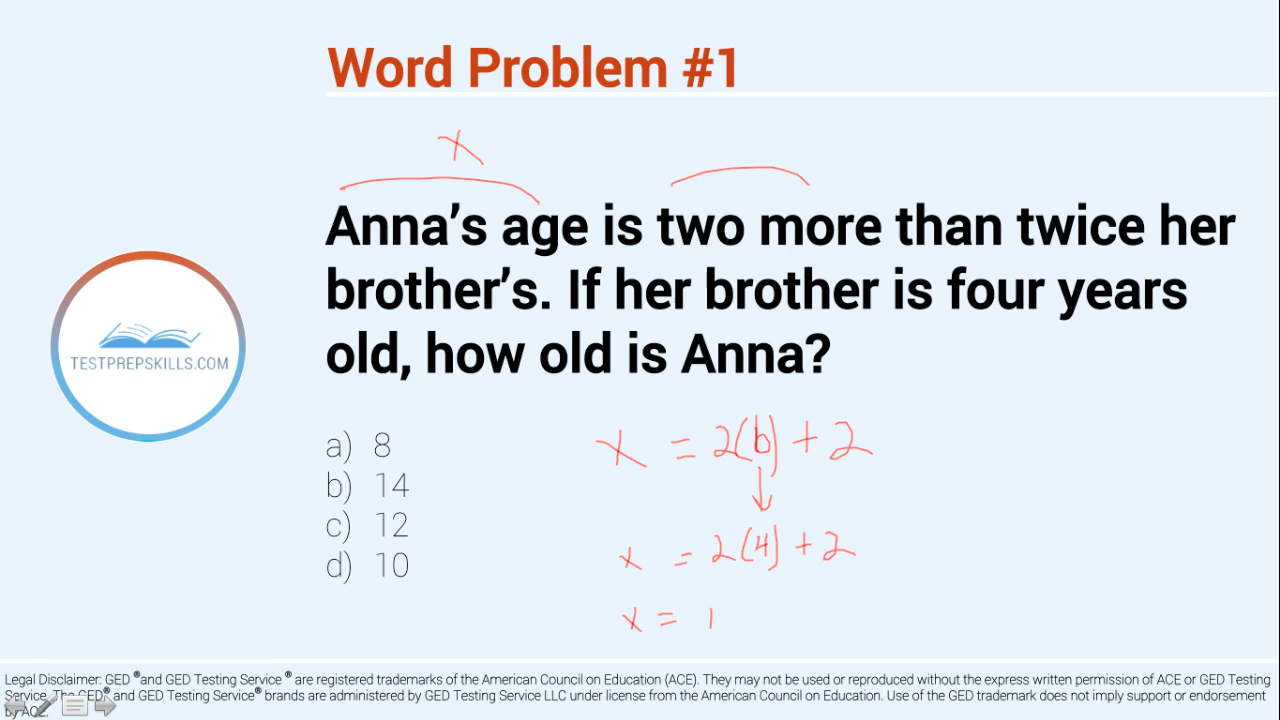 Word Problem #1
x
Anna's age is two more than twice her
brother's. If her brother is four years
old, how old is Anna?
TESTPREPSKILLS.COM
a) 8
b) 14
c) 12
d) 10
x = 2(b) + 2
x = 2(4) + 2
x = 1
Legal Disclaimer: GED ® and GED Testing Service ® are registered trademarks of the American Council on Education (ACE). They may not be used or reproduced without the express written permission of ACE or GED Testing
Service. The GED® and GED Testing Service® brands are administered by GED Testing Service LLC under license from the American Council on Education. Use of the GED trademark does not imply support or endorsement
by ACE.